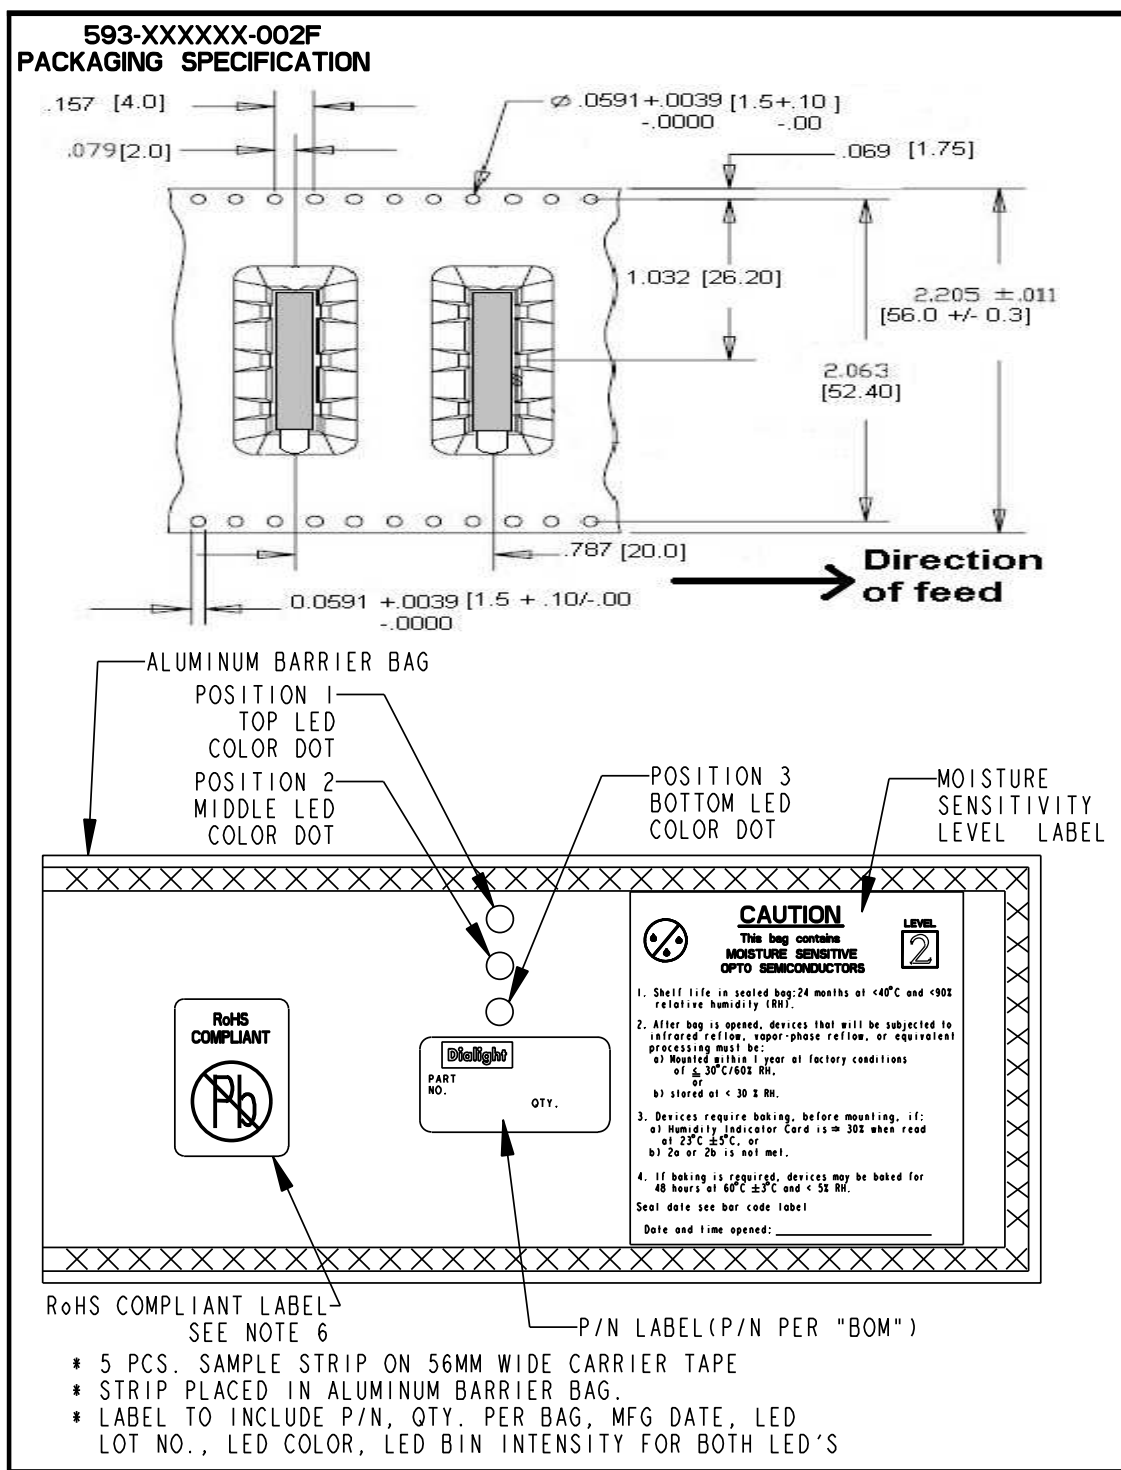 593-XXXXXX-002F
PACKAGING SPECIFICATION
.157 [4.0]
.079[2.0]
Ø .0591+.0039 [1.5+.10 ]
-.0000 -.00
.069 [1.75]
1.032 [26.20]
2.205 ±.011
[56.0 +/- 0.3]
2.063
[52.40]
.787 [20.0]
Direction
of feed
0.0591 +.0039 [1.5 + .10/-.00
-.0000
ALUMINUM BARRIER BAG
POSITION 1
TOP LED
COLOR DOT
POSITION 2
MIDDLE LED
COLOR DOT
POSITION 3
BOTTOM LED
COLOR DOT
MOISTURE
SENSITIVITY
LEVEL LABEL
RoHS
COMPLIANT
Pb
Dialight
PART
NO.
QTY.
CAUTION
This bag contains
MOISTURE SENSITIVE
OPTO SEMICONDUCTORS
LEVEL
2
1. Shelf life in sealed bag:24 months at <40°C and <90%
relative humidity (RH).
2. After bag is opened, devices that will be subjected to
infrared reflow, vapor-phase reflow, or equivalent
processing must be:
a) Mounted within 1 year at factory conditions
of ≤ 30°C/60% RH,
or
b) stored at < 30 % RH.
3. Devices require baking, before mounting, if:
a) Humidity Indicator Card is => 30% when read
at 23°C ±5°C, or
b) 2a or 2b is not met.
4. If baking is required, devices may be baked for
48 hours at 60°C ±3°C and < 5% RH.
Seal date see bar code label
Date and time opened:
RoHS COMPLIANT LABEL
SEE NOTE 6
P/N LABEL(P/N PER "BOM")
* 5 PCS. SAMPLE STRIP ON 56MM WIDE CARRIER TAPE
* STRIP PLACED IN ALUMINUM BARRIER BAG.
* LABEL TO INCLUDE P/N, QTY. PER BAG, MFG DATE, LED
LOT NO., LED COLOR, LED BIN INTENSITY FOR BOTH LED'S